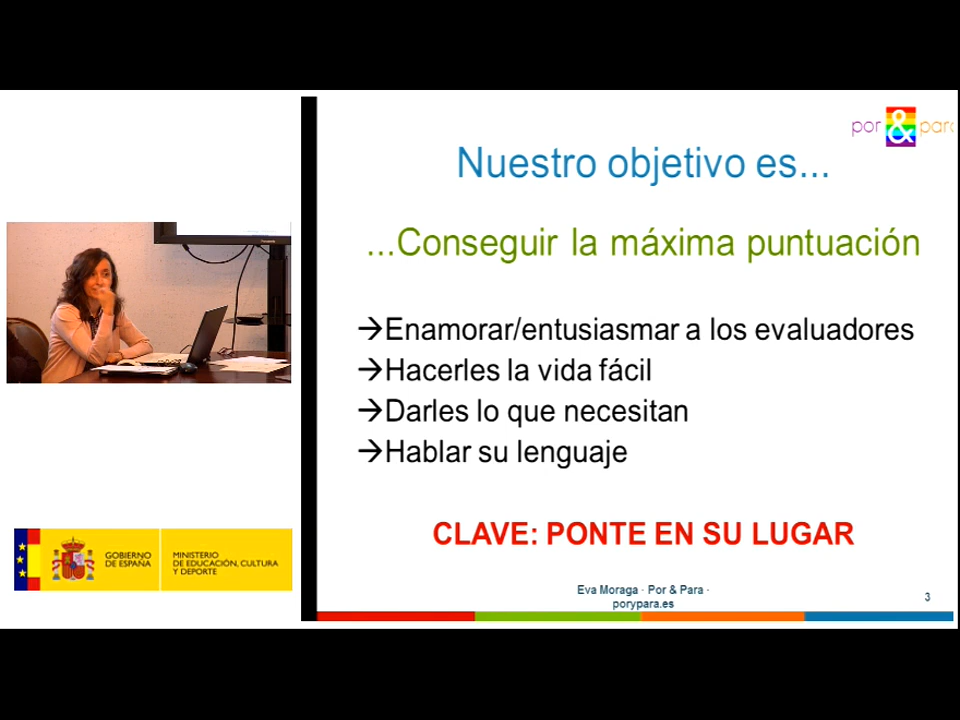 por & para
Nuestro objetivo es...
...Conseguir la máxima puntuación
→Enamorar/entusiasmar a los evaluadores
→Hacerles la vida fácil
→Darles lo que necesitan
→Hablar su lenguaje
CLAVE: PONTE EN SU LUGAR
GOBIERNO
DE ESPAÑA
MINISTERIO
DE EDUCACIÓN, CULTURA
Y DEPORTE
Eva Moraga · Por & Para ·
porypara.es
3